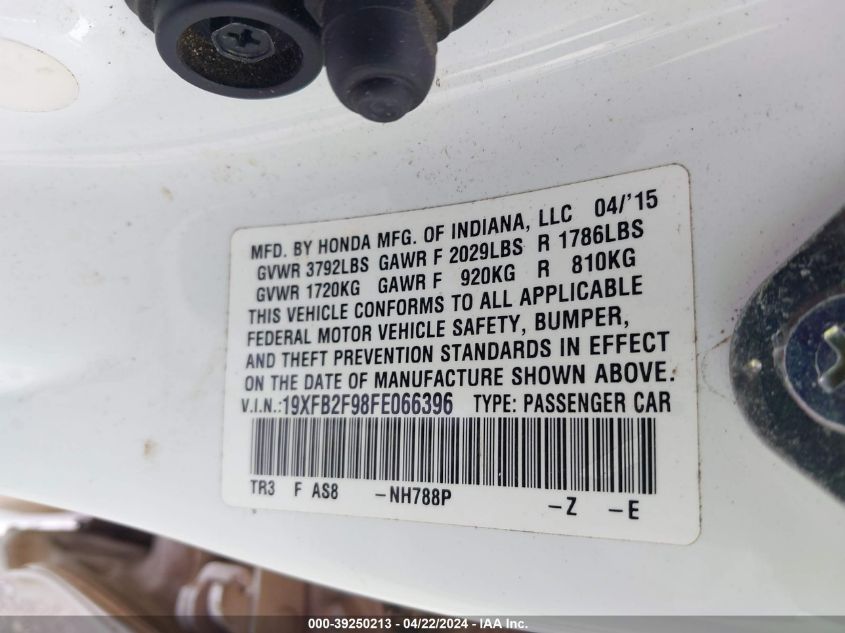 MFD. BY HONDA MFG. OF INDIANA, LLC 04/'15
GVWR 3792LBS GAWR F 2029LBS R 1786LBS
GVWR 1720KG GAWR F 920KG R 810KG
THIS VEHICLE CONFORMS TO ALL APPLICABLE
FEDERAL MOTOR VEHICLE SAFETY, BUMPER,
AND THEFT PREVENTION STANDARDS IN EFFECT
ON THE DATE OF MANUFACTURE SHOWN ABOVE.
V.I.N.:19XFB2F98FE066396 TYPE: PASSENGER CAR
TR3 F AS8 -NH788P -Z -E
000-39250213 - 04/22/2024 - IAA Inc.